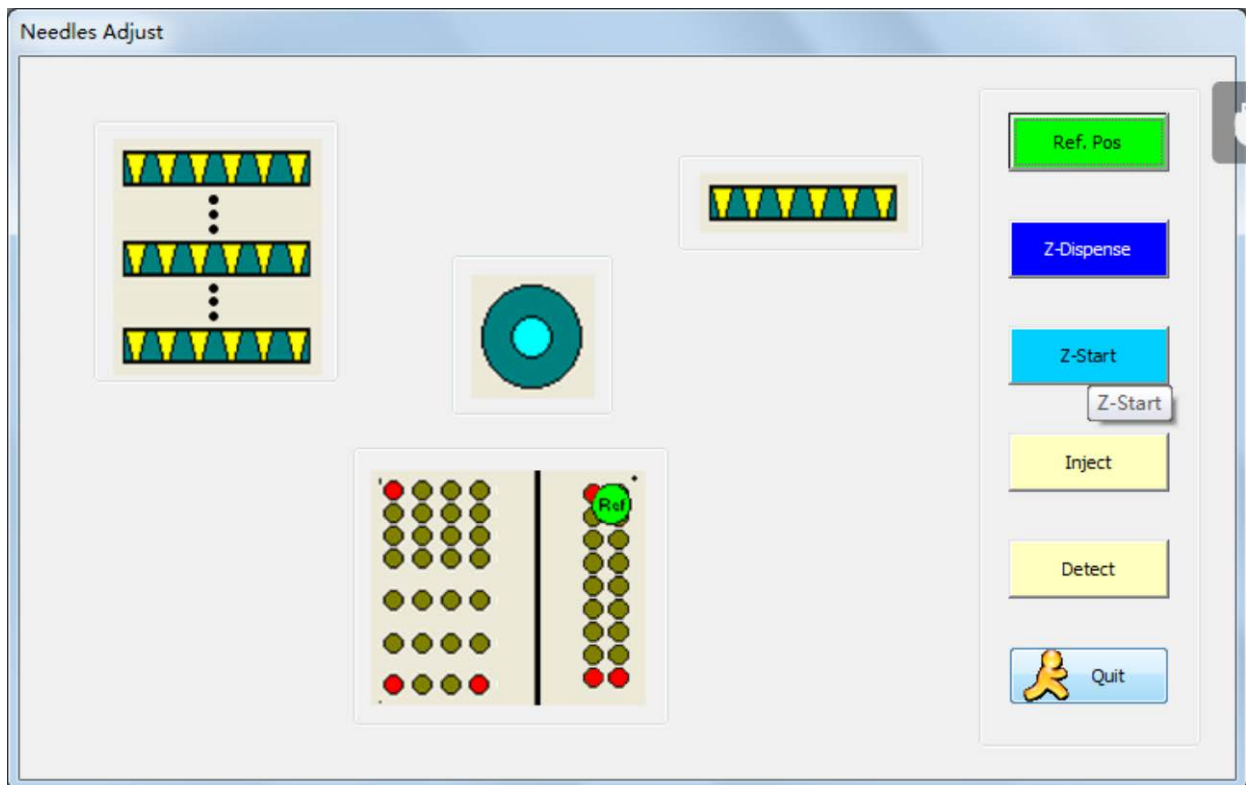 Needles Adjust
Ref. Pos
Z-Dispense
Z-Start
Z-Start
Inject
Ref
Detect
Quit